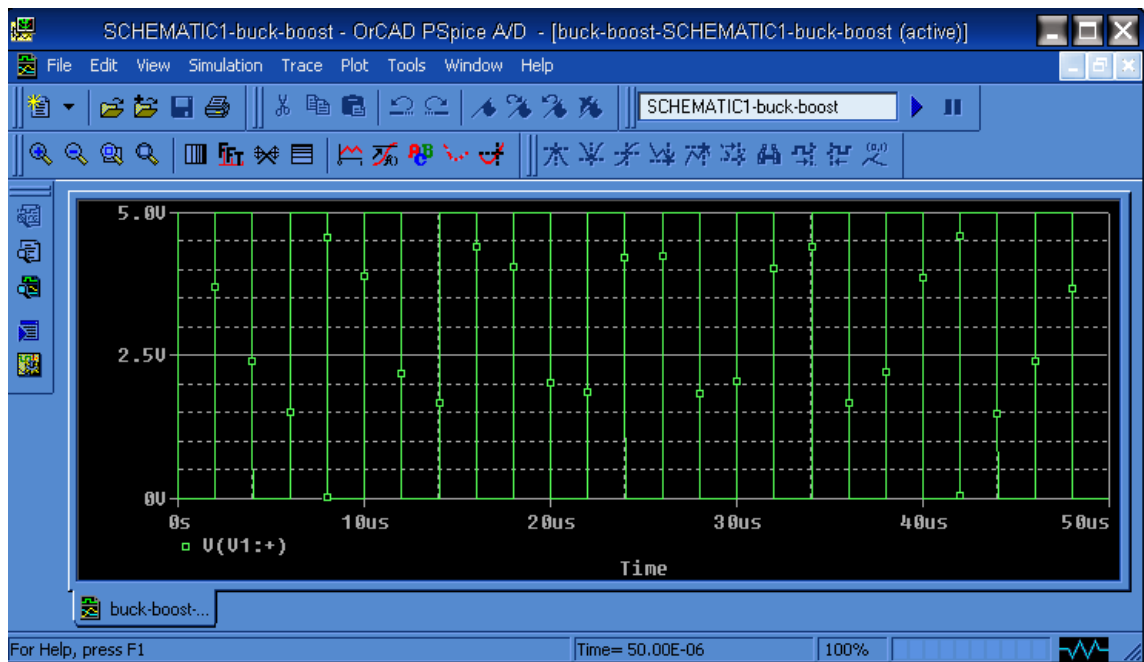 SCHEMATIC1-buck-boost - OrCAD PSpice A/D - [buck-boost-SCHEMATIC1-buck-boost (active)]
File Edit View Simulation Trace Plot Tools Window Help
SCHEMATIC1-buck-boost
5.0V
2.5V
0V
0s 10us 20us 30us 40us 50us
V(V1:+)
Time
buck-boost-...
For Help, press F1 Time= 50.00E-06 100%